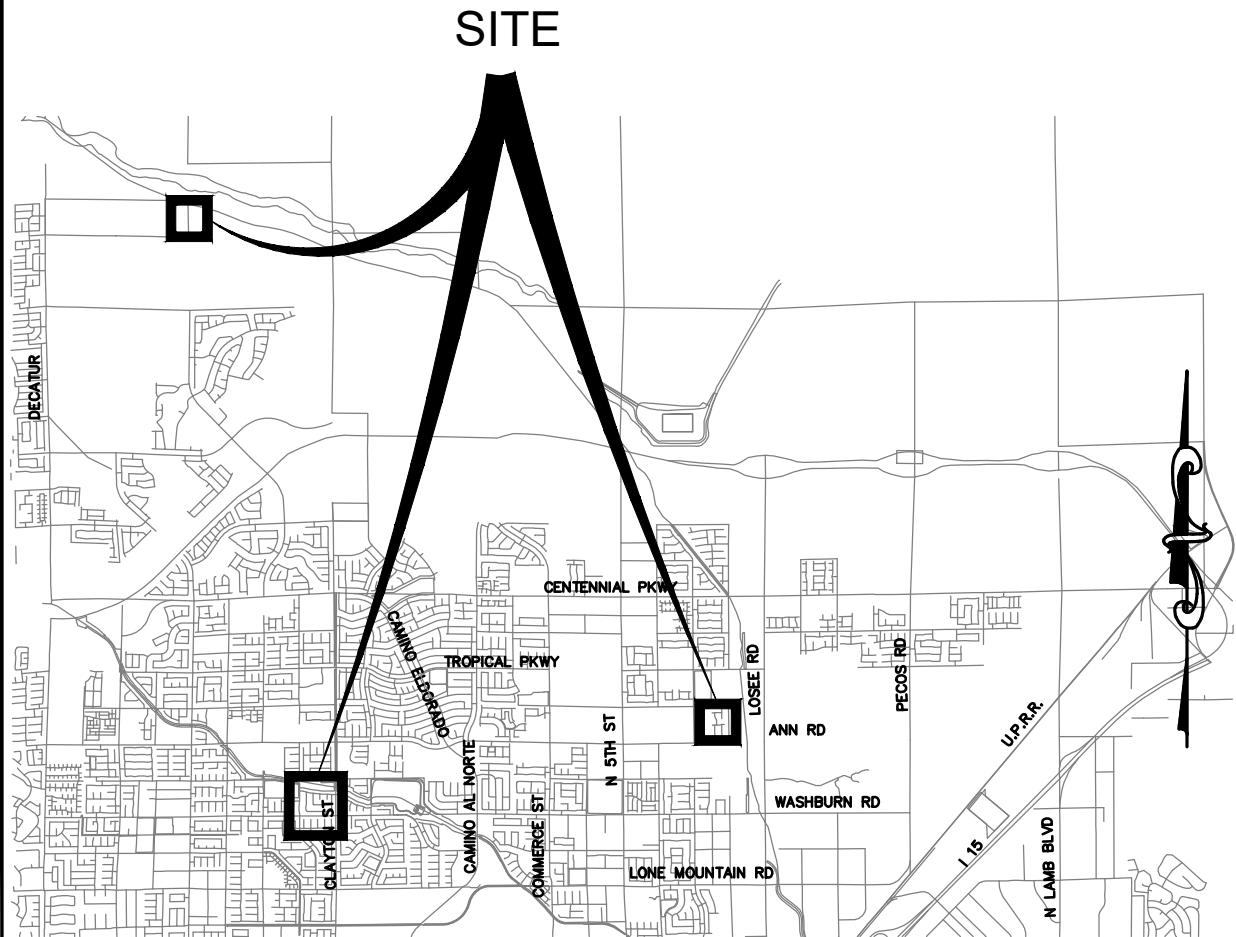 SITE
DECATUR
CENTENNIAL PKWY
CAMINO ELDORADO
TROPICAL PKWY
LOSEE RD
PECOS RD
ANN RD
N 5TH ST
U.P.R.R.
CAMINO AL NORTE
COMMERCE ST
CLAYTON ST
WASHBURN RD
LONE MOUNTAIN RD
I 15
N LAMB BLVD